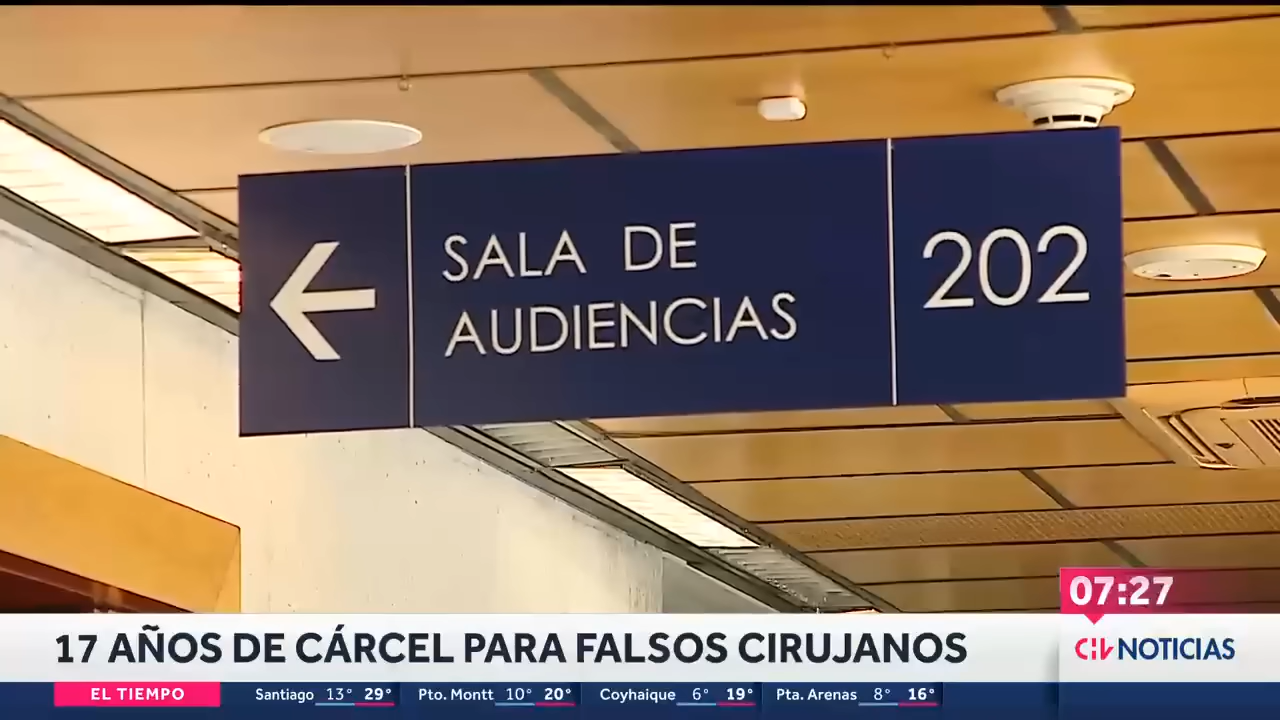 SALA DE
AUDIENCIAS
202
07:27
17 AÑOS DE CÁRCEL PARA FALSOS CIRUJANOS
CHV NOTICIAS
EL TIEMPO Santiago 13° 29° Pto. Montt 10° 20° Coyhaique 6° 19° Pta. Arenas 8° 16°